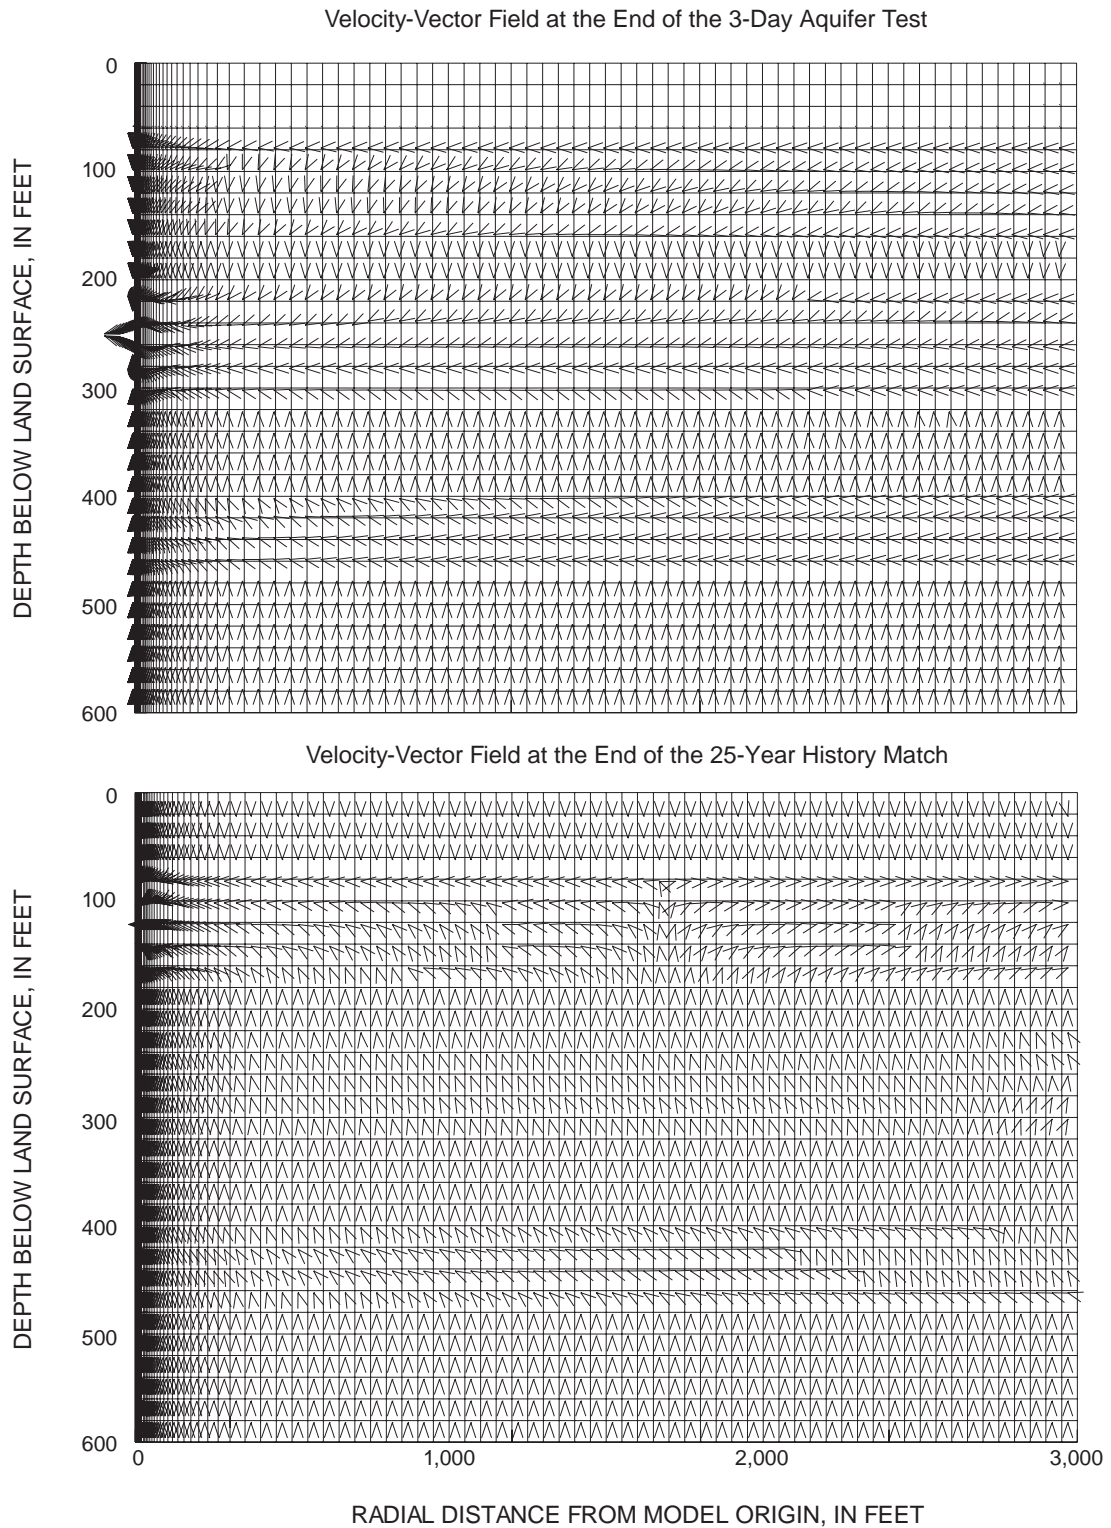 Velocity-Vector Field at the End of the 3-Day Aquifer Test
DEPTH BELOW LAND SURFACE, IN FEET
0
100
200
300
400
500
600
Velocity-Vector Field at the End of the 25-Year History Match
DEPTH BELOW LAND SURFACE, IN FEET
0
100
200
300
400
500
600
0 1,000 2,000 3,000
RADIAL DISTANCE FROM MODEL ORIGIN, IN FEET